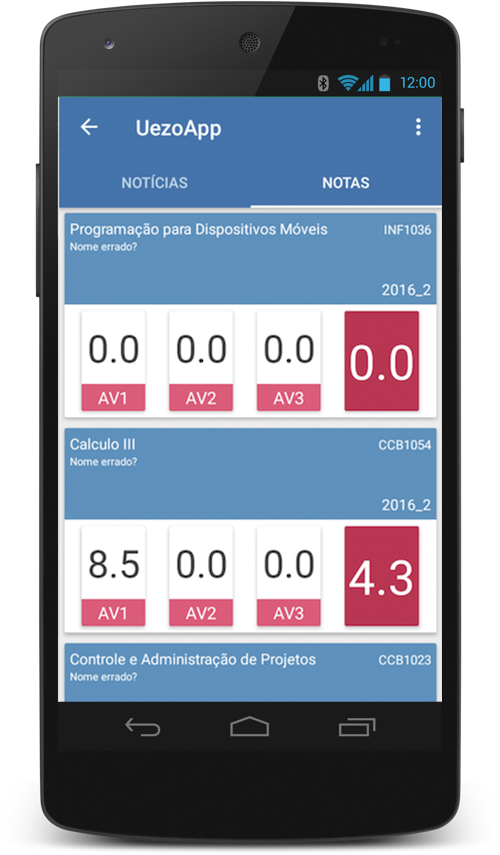 12:00
UezoApp
NOTÍCIAS NOTAS
Programação para Dispositivos Móveis INF1036
Nome errado?
2016_2
0.0 0.0 0.0 0.0
AV1 AV2 AV3
Calculo III CCB1054
Nome errado?
2016_2
8.5 0.0 0.0 4.3
AV1 AV2 AV3
Controle e Administração de Projetos CCB1023
Nome errado?